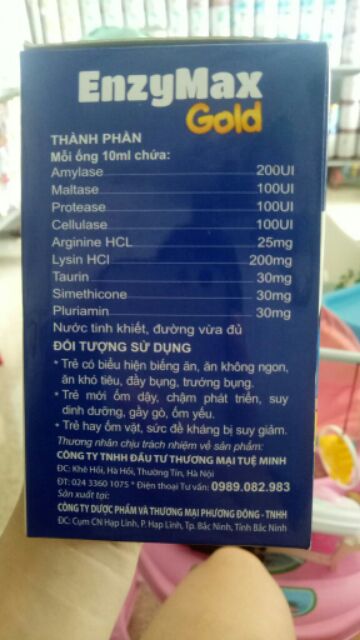 EnzyMax
Gold
THÀNH PHẦN
Mỗi ống 10ml chứa:
Amylase 200UI
Maltase 100UI
Protease 100UI
Cellulase 100UI
Arginine HCL 25mg
Lysin HCl 200mg
Taurin 30mg
Simethicone 30mg
Pluriamin 30mg
Nước tinh khiết, đường vừa đủ
ĐỐI TƯỢNG SỬ DỤNG
* Trẻ có biểu hiện biếng ăn, ăn không ngon,
ăn khó tiêu, đầy bụng, trướng bụng.
* Trẻ mới ốm dậy, chậm phát triển, suy
dinh dưỡng, gầy gò, ốm yếu.
* Trẻ hay ốm vặt, sức đề kháng bị suy giảm.
Thương nhân chịu trách nhiệm về sản phẩm:
CÔNG TY TNHH ĐẦU TƯ THƯƠNG MẠI TUỆ MINH
ĐC: Khê Hồi, Hà Hồi, Thường Tín, Hà Nội
ĐT: 024 3360 1075 * Điện thoại Tư vấn: 0989.082.983
Sản xuất tại:
CÔNG TY DƯỢC PHẨM VÀ THƯƠNG MẠI PHƯƠNG ĐÔNG - TNHH
ĐC: Cụm CN Hạp Lĩnh, P. Hạp Lĩnh, Tp. Bắc Ninh, Tỉnh Bắc Ninh